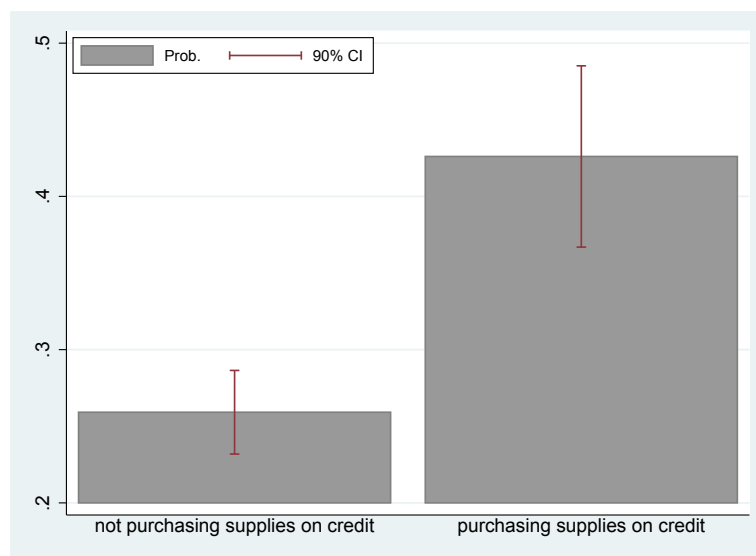 .5
Prob. 90% CI
.4
.3
.2
not purchasing supplies on credit purchasing supplies on credit